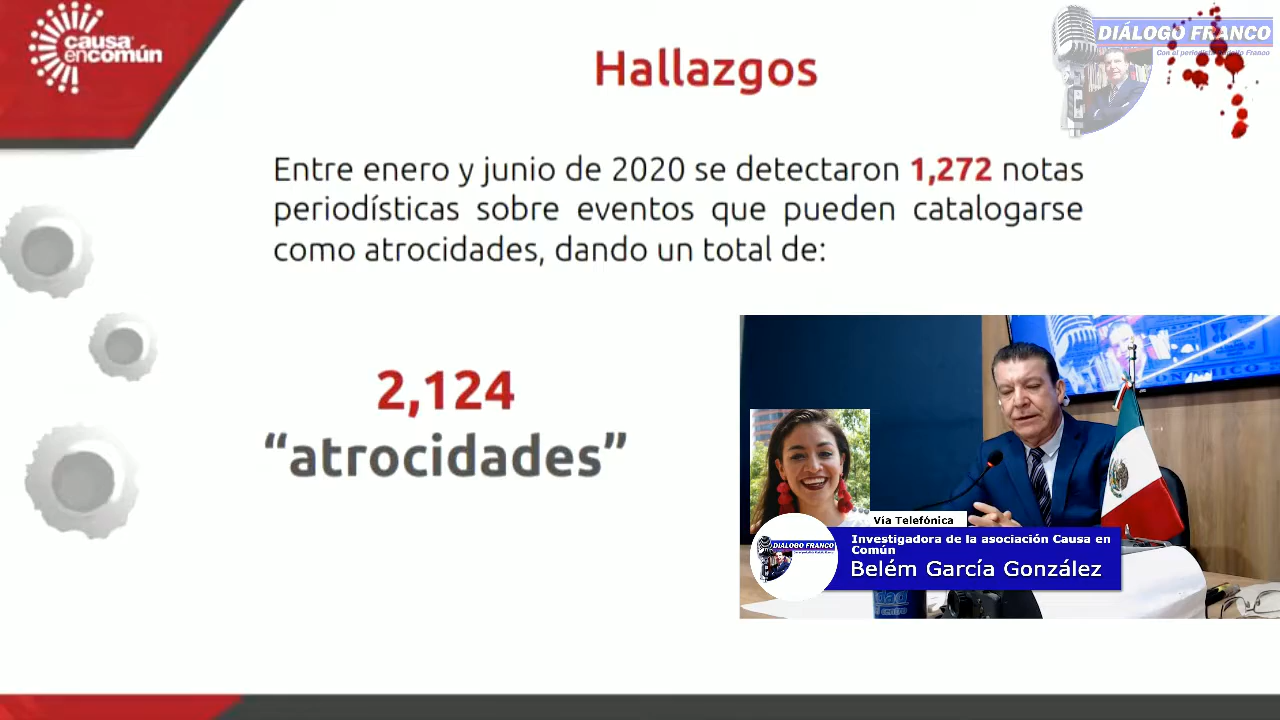 causa
encomún
Hallazgos
DIÁLOGO FRANCO
Entre enero y junio de 2020 se detectaron 1,272 notas
periodísticas sobre eventos que pueden catalogarse
como atrocidades, dando un total de:
2,124
“atrocidades”
Vía Telefónica
Investigadora de la asociación Causa en
Común
Belém García González
DIÁLOGO FRANCO